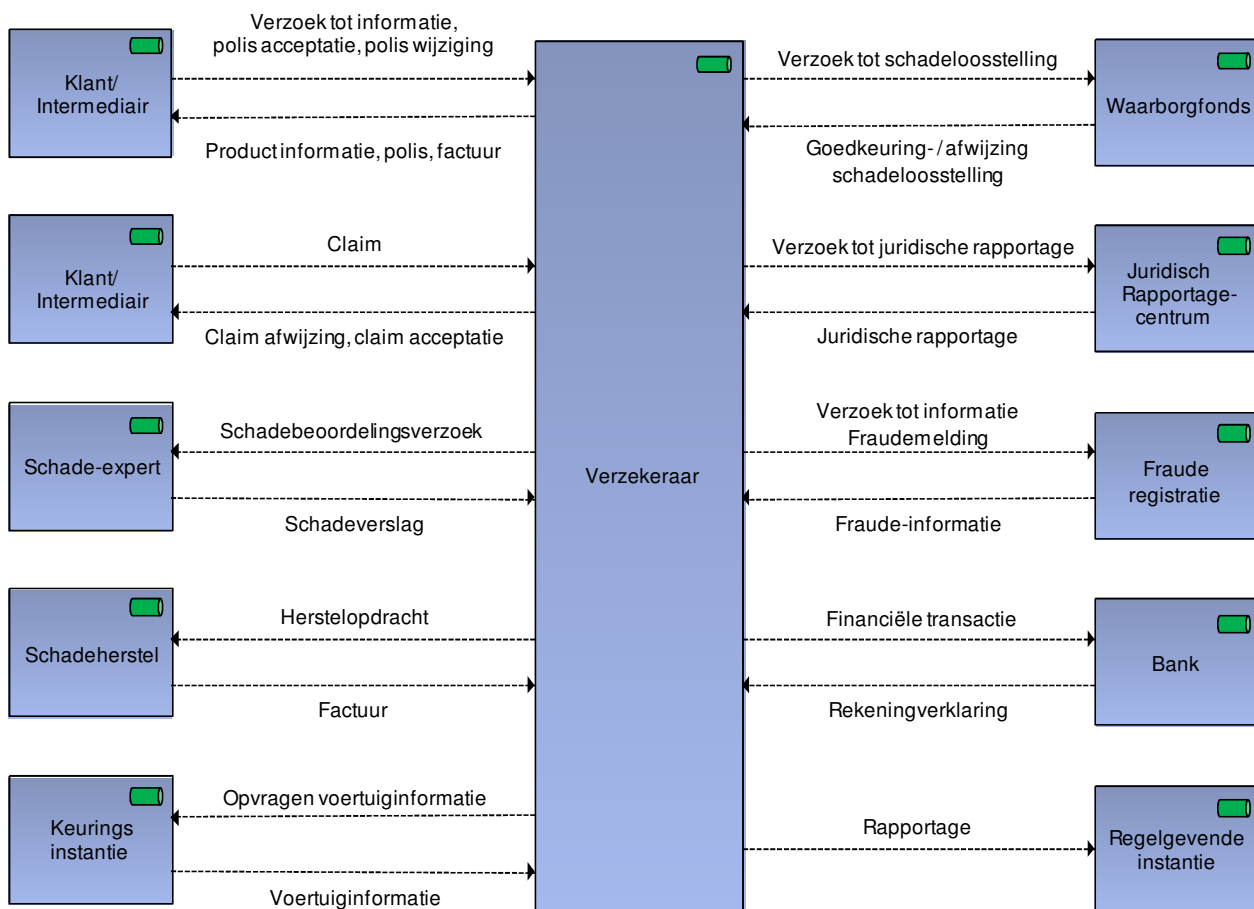 Verzoek tot informatie,
polis acceptatie, polis wijziging
Klant/
Intermediair
Product informatie, polis, factuur
Klant/
Intermediair
Claim
Claim afwijzing, claim acceptatie
Schade-expert
Schadebeoordelingsverzoek
Schadeverslag
Schadeherstel
Herstelopdracht
Factuur
Keurings
instantie
Opvragen voertuiginformatie
Voertuiginformatie
Verzekeraar
Verzoek tot schadeloosstelling
Goedkeuring- / afwijzing
schadeloosstelling
Waarborgfonds
Verzoek tot juridische rapportage
Juridische rapportage
Juridisch
Rapportage-
centrum
Verzoek tot informatie
Fraudemelding
Fraude-informatie
Fraude
registratie
Financiële transactie
Rekeningverklaring
Bank
Rapportage
Regelgevende
instantie